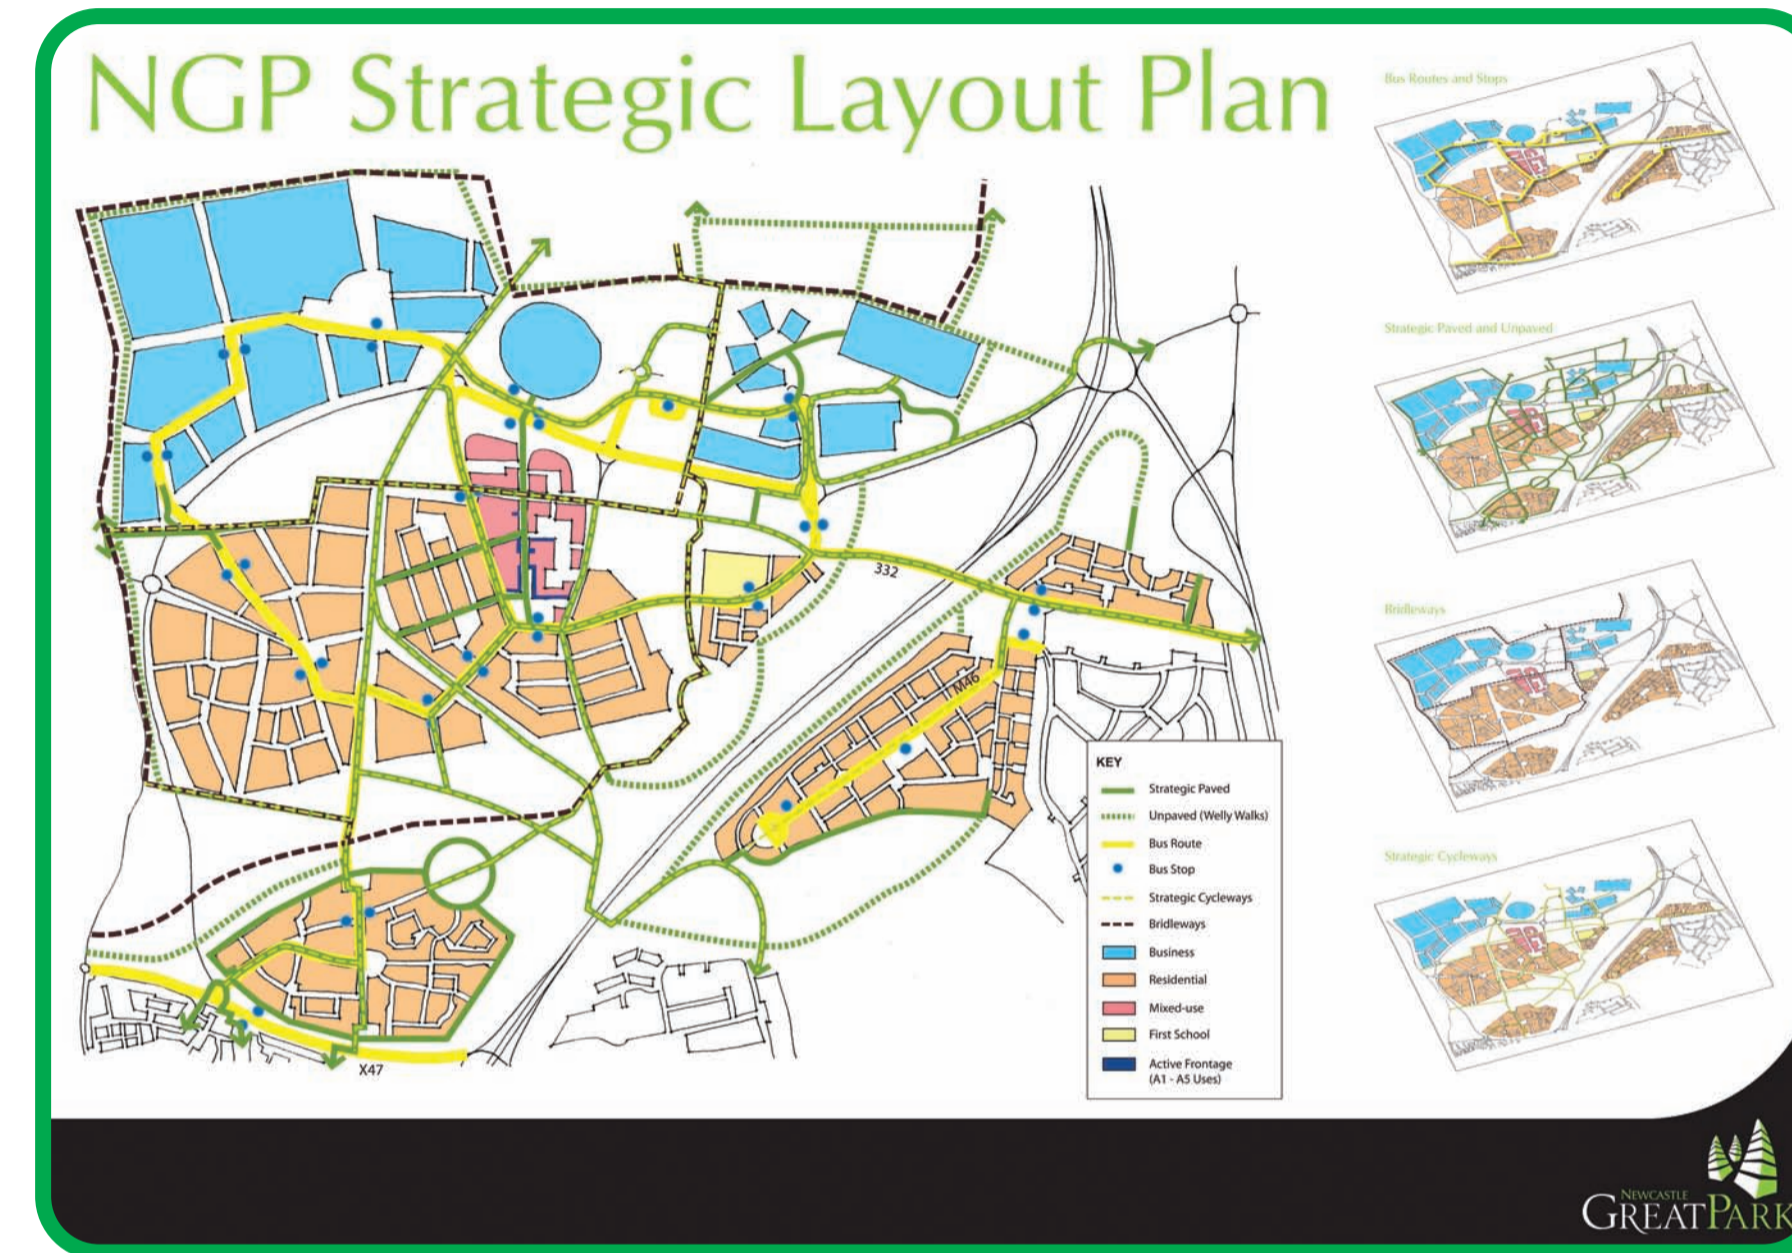 NGP Strategic Layout Plan
Bus Routes and Stops
Strategic Paved and Unpaved
Bridleways
Strategic Cycleways
332
M46
X47
KEY
Strategic Paved
Unpaved (Welly Walks)
Bus Route
Bus Stop
Strategic Cycleways
Bridleways
Business
Residential
Mixed-use
First School
Active Frontage
(A1 - A5 Uses)
NEWCASTLE
GREATPARK